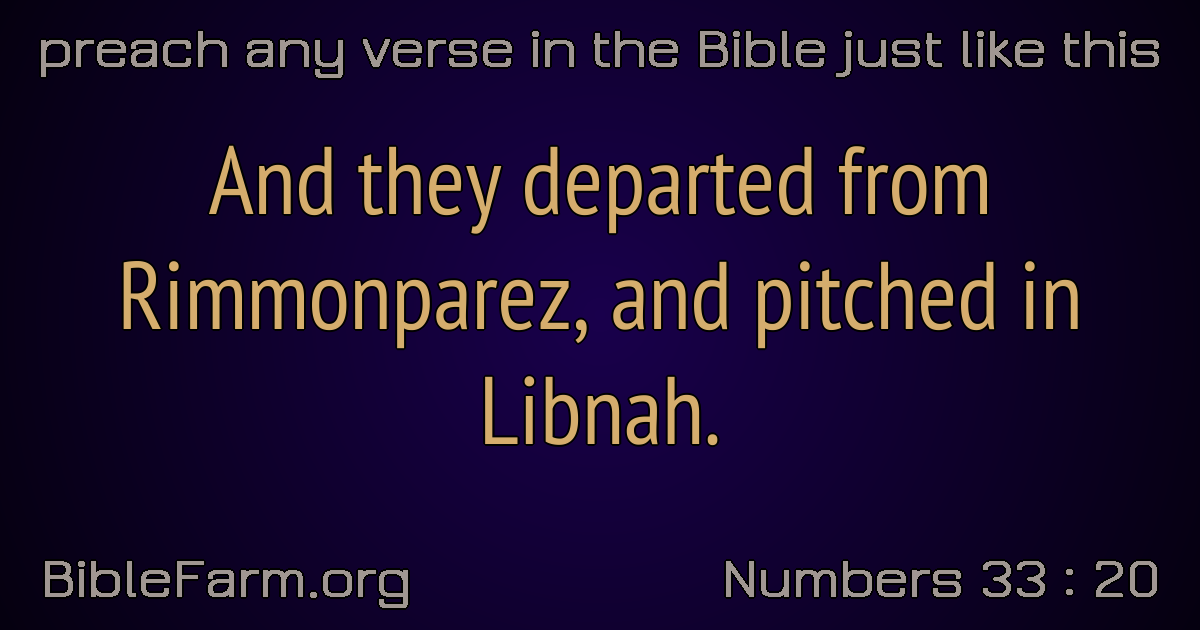 preach any verse in the Bible just like this
And they departed from
Rimmonparez, and pitched in
Libnah.
BibleFarm.org
Numbers 33 : 20